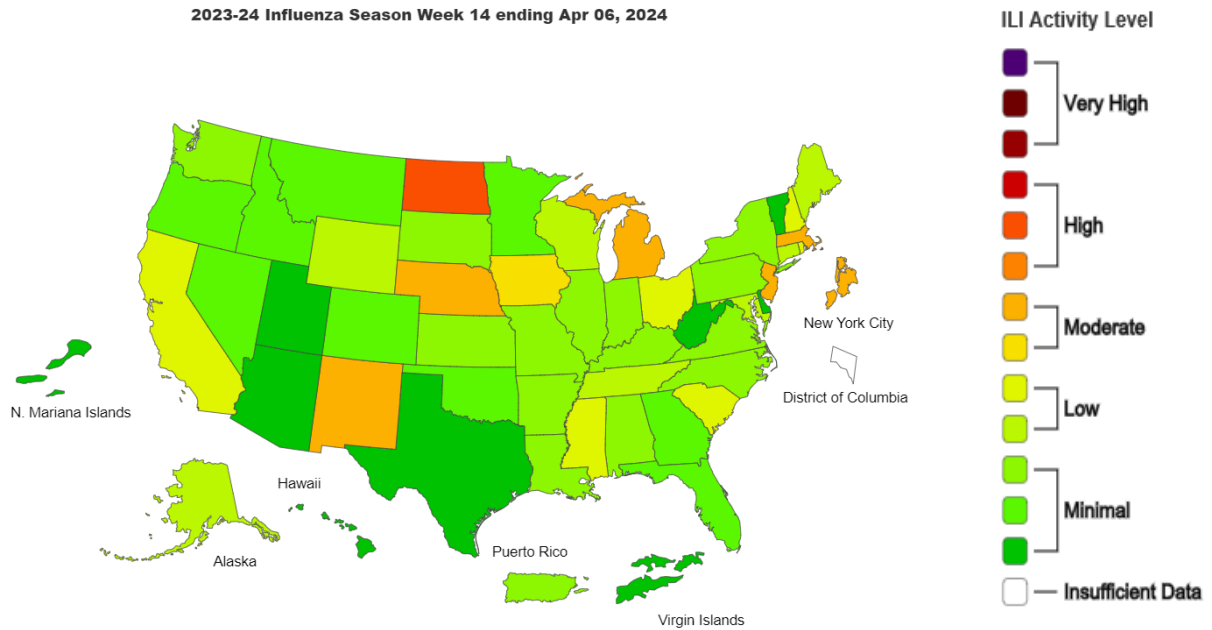 2023-24 Influenza Season Week 14 ending Apr 06, 2024
ILI Activity Level
Very High
High
Moderate
Low
Minimal
Insufficient Data
New York City
District of Columbia
N. Mariana Islands
Hawaii
Alaska
Puerto Rico
Virgin Islands